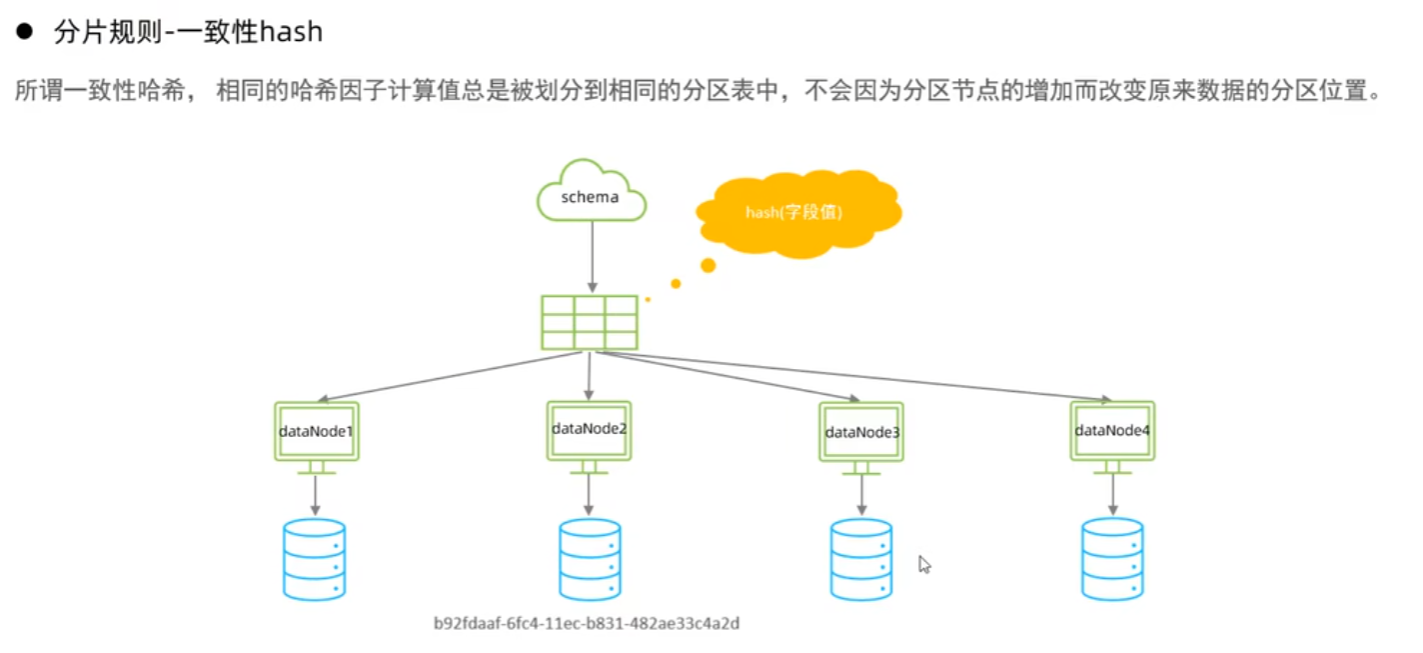 分片规则-一致性hash
所谓一致性哈希， 相同的哈希因子计算值总是被划分到相同的分区表中，不会因为分区节点的增加而改变原来数据的分区位置。
schema
hash(字段值)
dataNode1
dataNode2
dataNode3
dataNode4
b92fdaaf-6fc4-11ec-b831-482ae33c4a2d